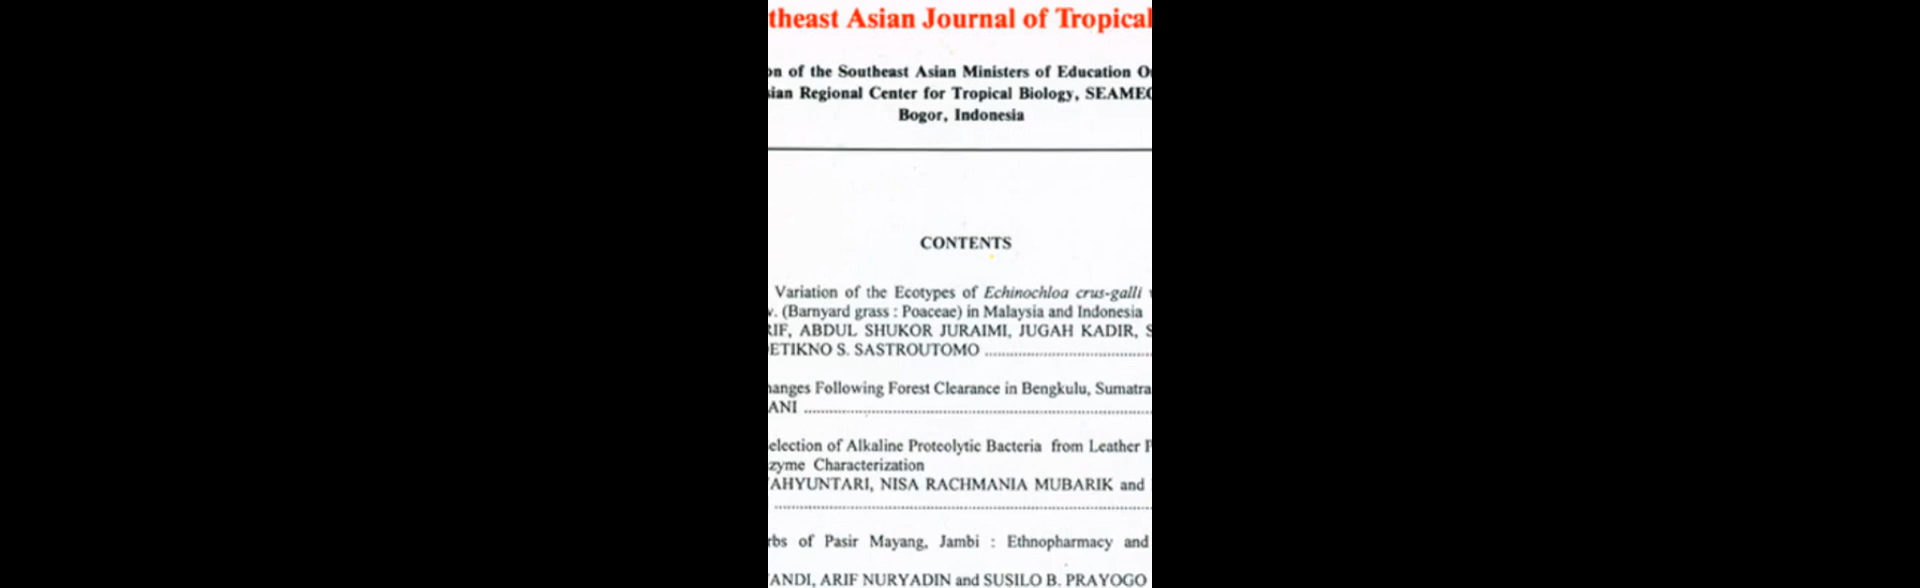 theast Asian Journal of Tropical
on of the Southeast Asian Ministers of Education O
sian Regional Center for Tropical Biology, SEAMEO
Bogor, Indonesia
CONTENTS
Variation of the Ecotypes of Echinochloa crus-galli
v. (Barnyard grass : Poaceae) in Malaysia and Indonesia
RIF, ABDUL SHUKOR JURAIMI, JUGAH KADIR, S
ETIKNO S. SASTROUTOMO ........................................
hanges Following Forest Clearance in Bengkulu, Sumatra
ANI ................................................................................
election of Alkaline Proteolytic Bacteria from Leather P
zyme Characterization
AHYUNTARI, NISA RACHMANIA MUBARIK and
................................................................................
rbs of Pasir Mayang, Jambi : Ethnopharmacy and
ANDI, ARIF NURYADIN and SUSILO B. PRAYOGO